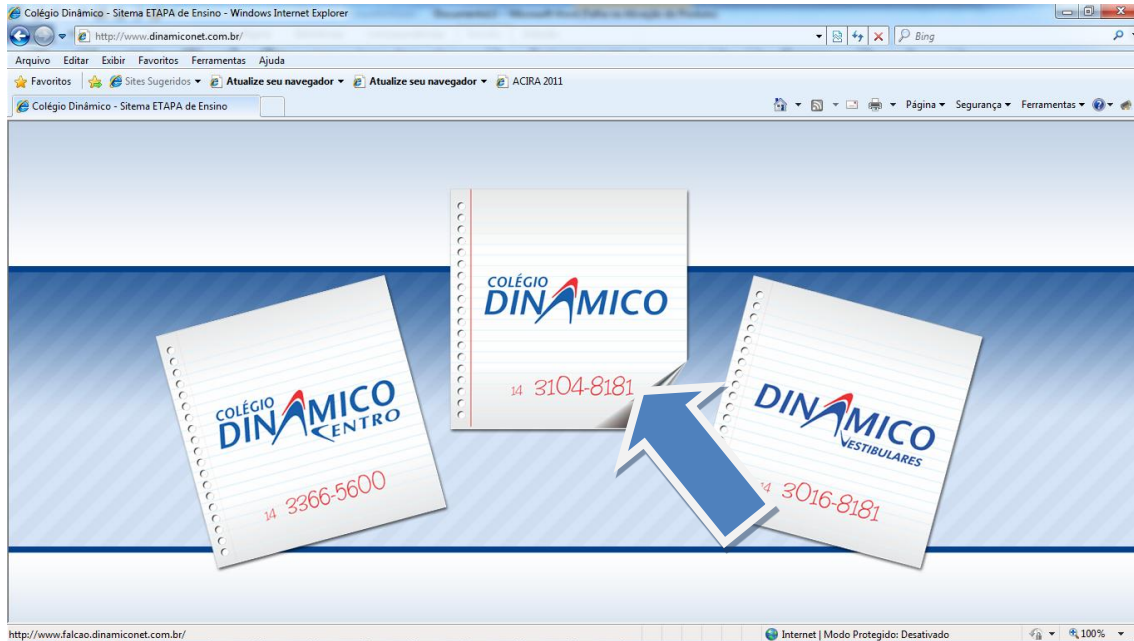 Colégio Dinâmico - Sitema ETAPA de Ensino - Windows Internet Explorer
http://www.dinamiconet.com.br/
Bing
Arquivo Editar Exibir Favoritos Ferramentas Ajuda
Favoritos Sites Sugeridos Atualize seu navegador Atualize seu navegador ACIRA 2011
Colégio Dinâmico - Sitema ETAPA de Ensino
Página Segurança Ferramentas
COLÉGIO
DINAMICO
14 3104-8181
COLÉGIO
DINAMICO
CENTRO
14 3366-5600
DINAMICO
VESTIBULARES
14 3016-8181
http://www.falcao.dinamiconet.com.br/
Internet | Modo Protegido: Desativado
100%